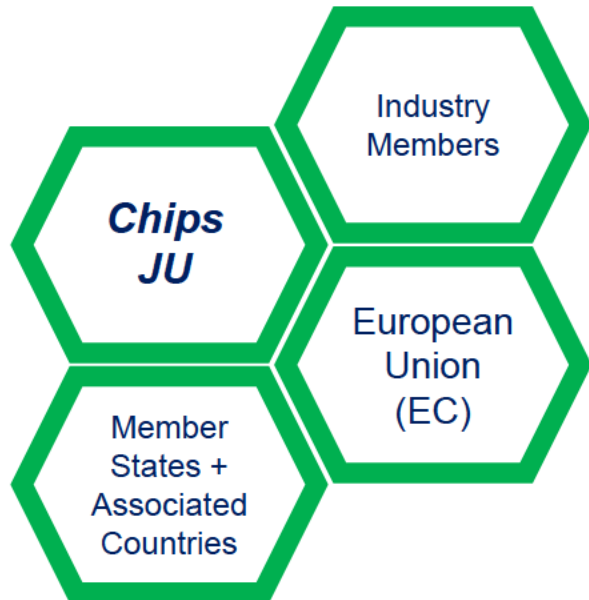 Industry
Members
Chips
JU
European
Union
(EC)
Member
States +
Associated
Countries